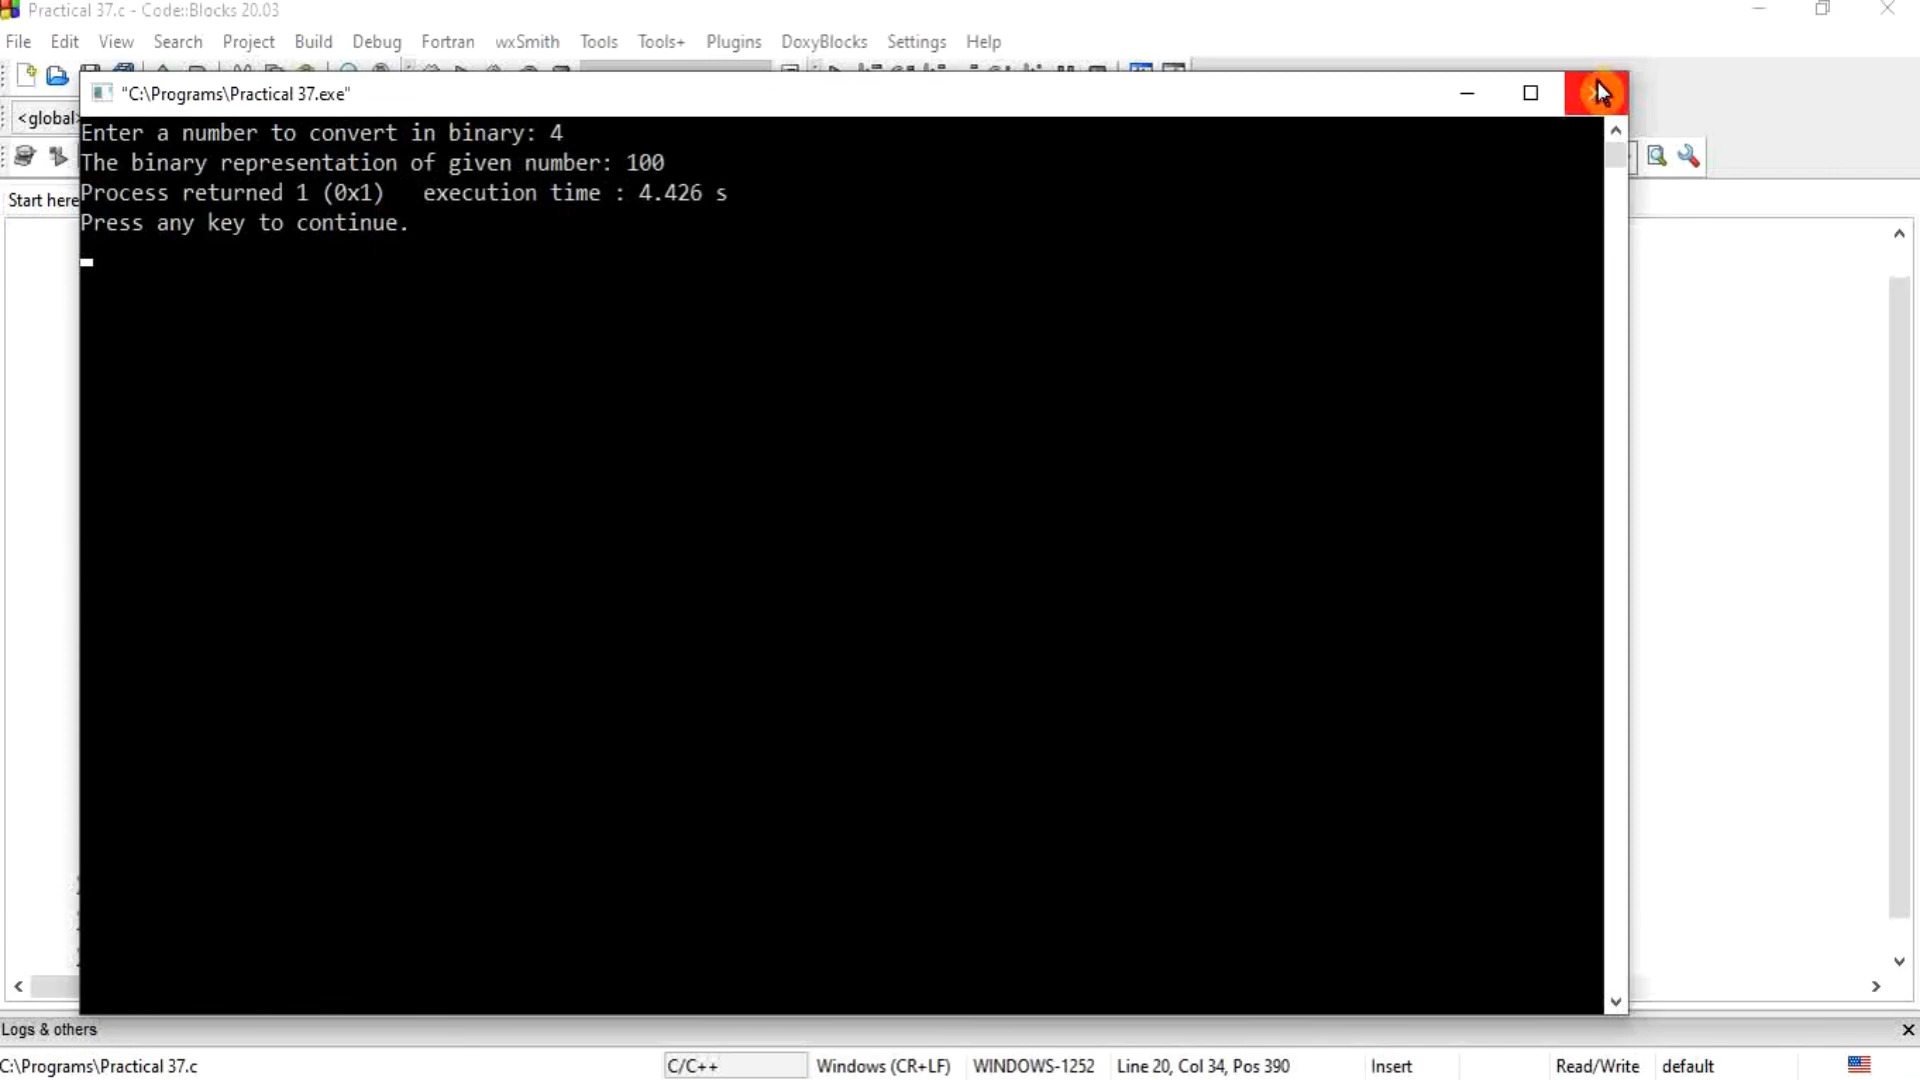 Practical 37.c - Code::Blocks 20.03
File Edit View Search Project Build Debug Fortran wxSmith Tools Tools+ Plugins DoxyBlocks Settings Help
"C:\Programs\Practical 37.exe"
<global>
Enter a number to convert in binary: 4
The binary representation of given number: 100
Process returned 1 (0x1)   execution time : 4.426 s
Start here
Press any key to continue.
Logs & others
C:\Programs\Practical 37.c C/C++ Windows (CR+LF) WINDOWS-1252 Line 20, Col 34, Pos 390 Insert Read/Write default